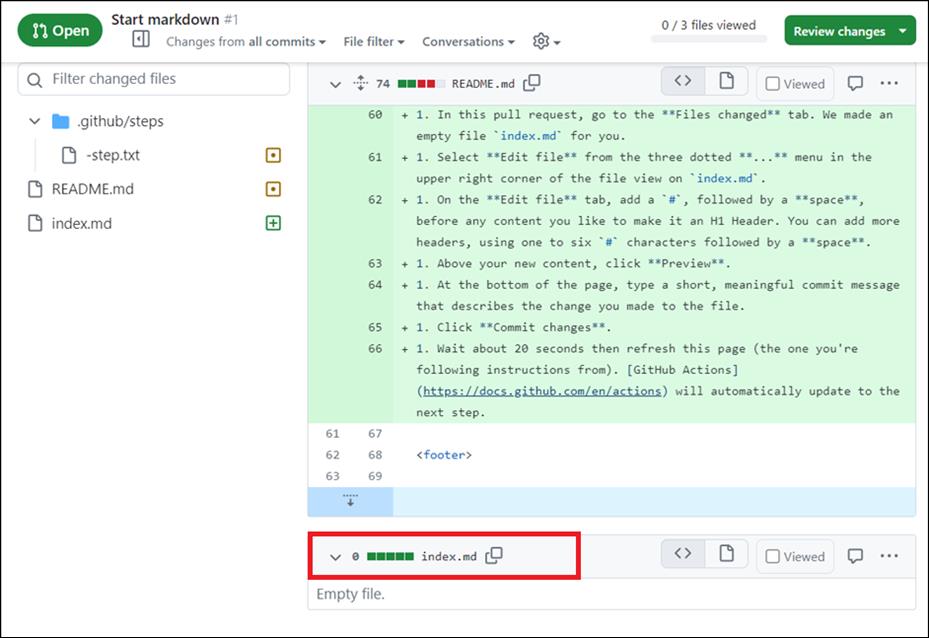 Open
Start markdown #1
Changes from all commits
File filter
Conversations
0 / 3 files viewed
Review changes
Filter changed files
.github/steps
-step.txt
README.md
index.md
74 README.md
Viewed
60 + 1. In this pull request, go to the **Files changed** tab. We made an
empty file `index.md` for you.
61 + 1. Select **Edit file** from the three dotted **...** menu in the
upper right corner of the file view on `index.md`.
62 + 1. On the **Edit file** tab, add a `#`, followed by a **space**,
before any content you like to make it an H1 Header. You can add more
headers, using one to six `#` characters followed by a **space**.
63 + 1. Above your new content, click **Preview**.
64 + 1. At the bottom of the page, type a short, meaningful commit message
that describes the change you made to the file.
65 + 1. Click **Commit changes**.
66 + 1. Wait about 20 seconds then refresh this page (the one you're
following instructions from). [GitHub Actions]
(https://docs.github.com/en/actions) will automatically update to the
next step.
61 67
62 68 <footer>
63 69
0 index.md
Viewed
Empty file.